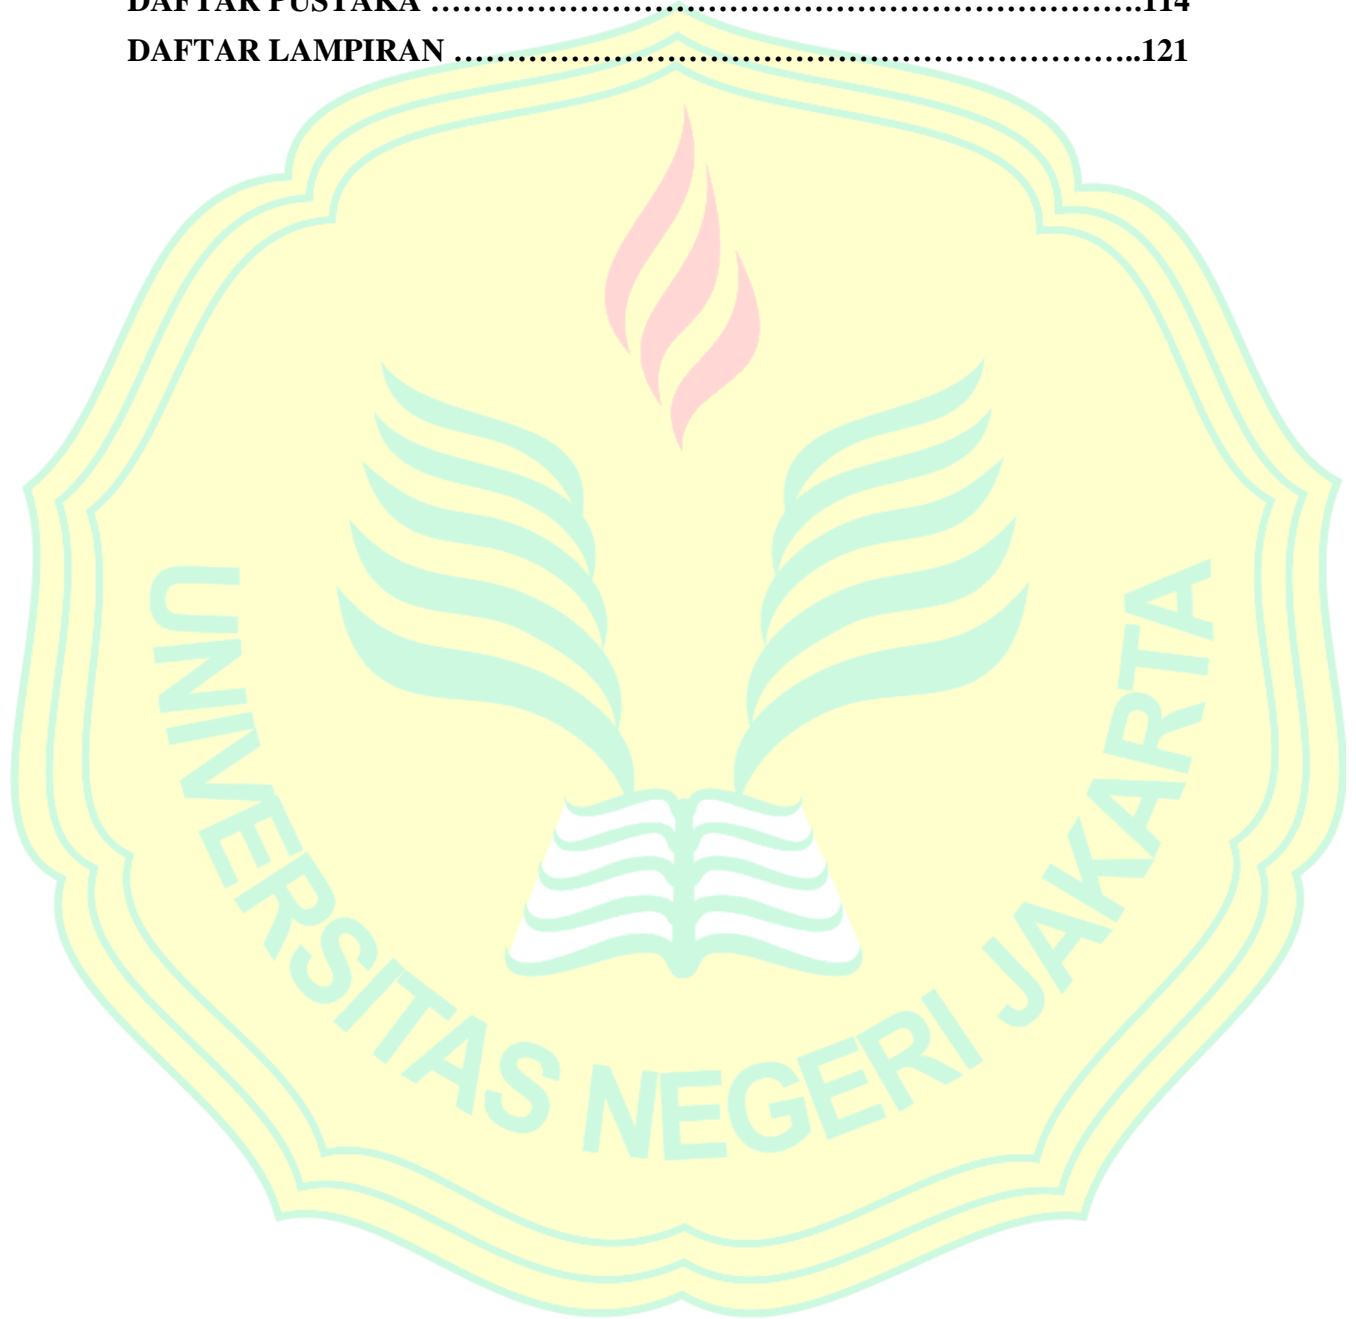 DAFTAR PUSTAKA ……………………………………………………………….114
DAFTAR LAMPIRAN …………………………………………………………..121
UNIVERSITAS NEGERI JAKARTA